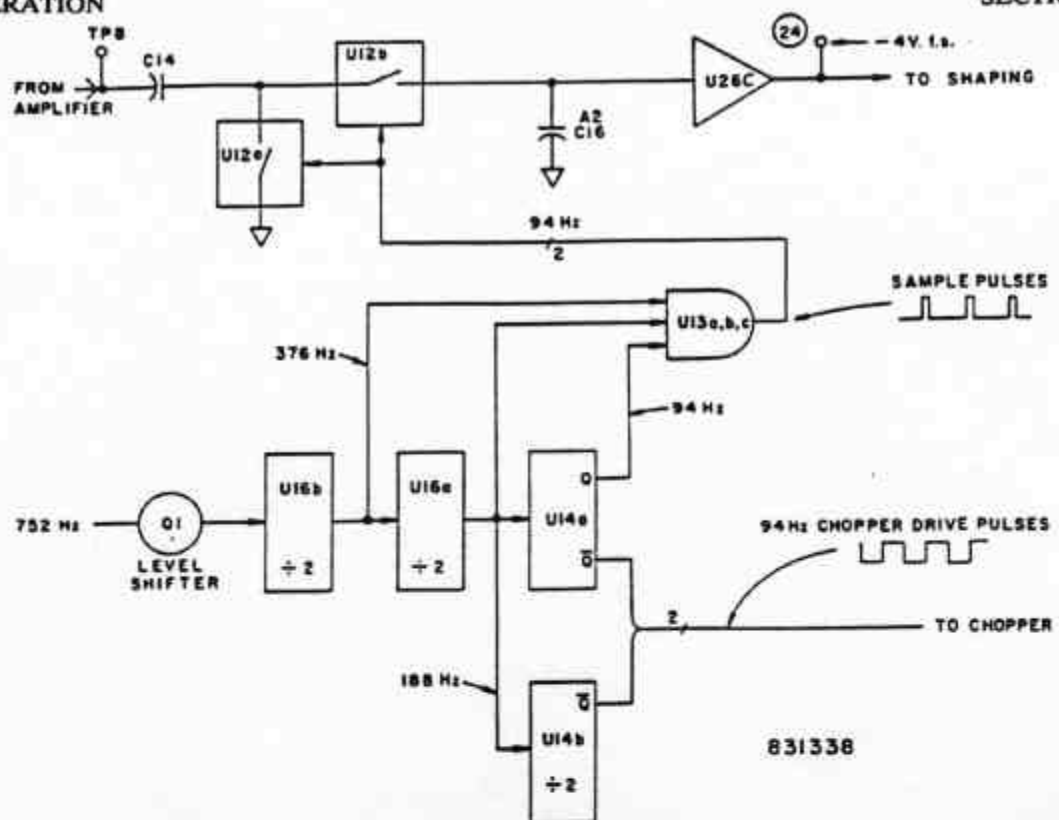 ERATION
SECTI
TP8
C14
U12b
24
-4V. f.s.
FROM
AMPLIFIER
U26C
TO SHAPING
A2
C16
U12a
94 Hz
2
SAMPLE PULSES
U13a,b,c
376 Hz
94 Hz
U16b
U16a
Q
752 Hz
Q1
U14a
94 Hz CHOPPER DRIVE PULSES
LEVEL
SHIFTER
÷ 2
÷ 2
Q̅
2
TO CHOPPER
188 Hz
Q̅
U14b
÷ 2
831338